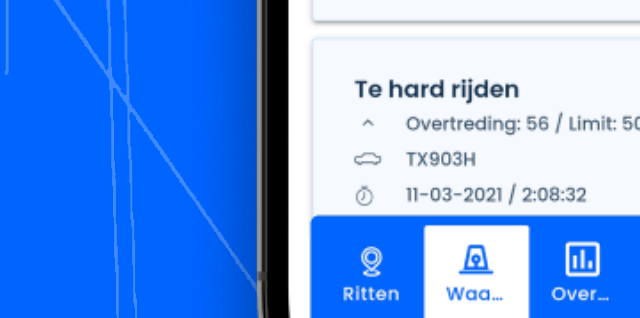 Te hard rijden
Overtreding: 56 / Limit: 50
TX903H
11-03-2021 / 2:08:32
Ritten
Waa...
Over...